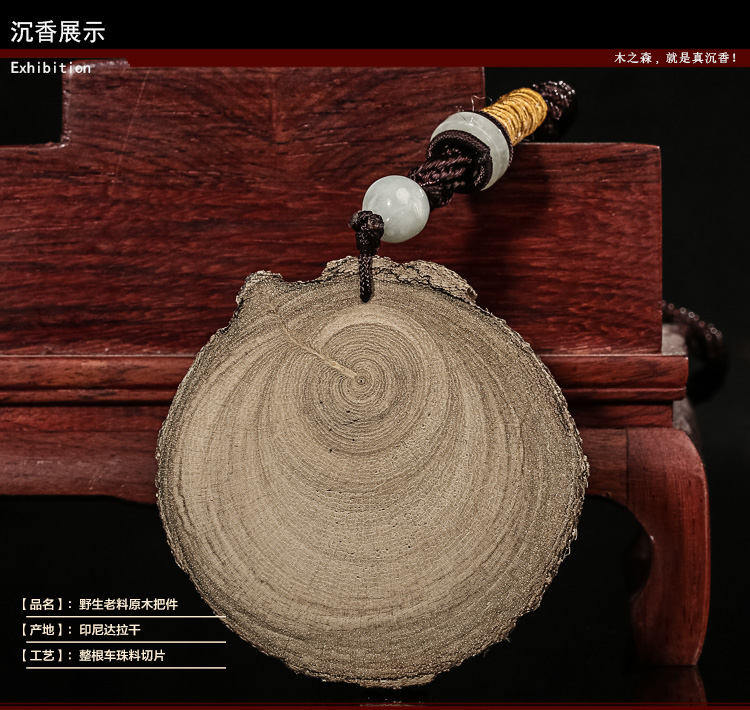 沉香展示
木之森，就是真沉香！
Exhibition
【品名】：野生老料原木把件
【产地】：印尼达拉干
【工艺】：整根车珠料切片